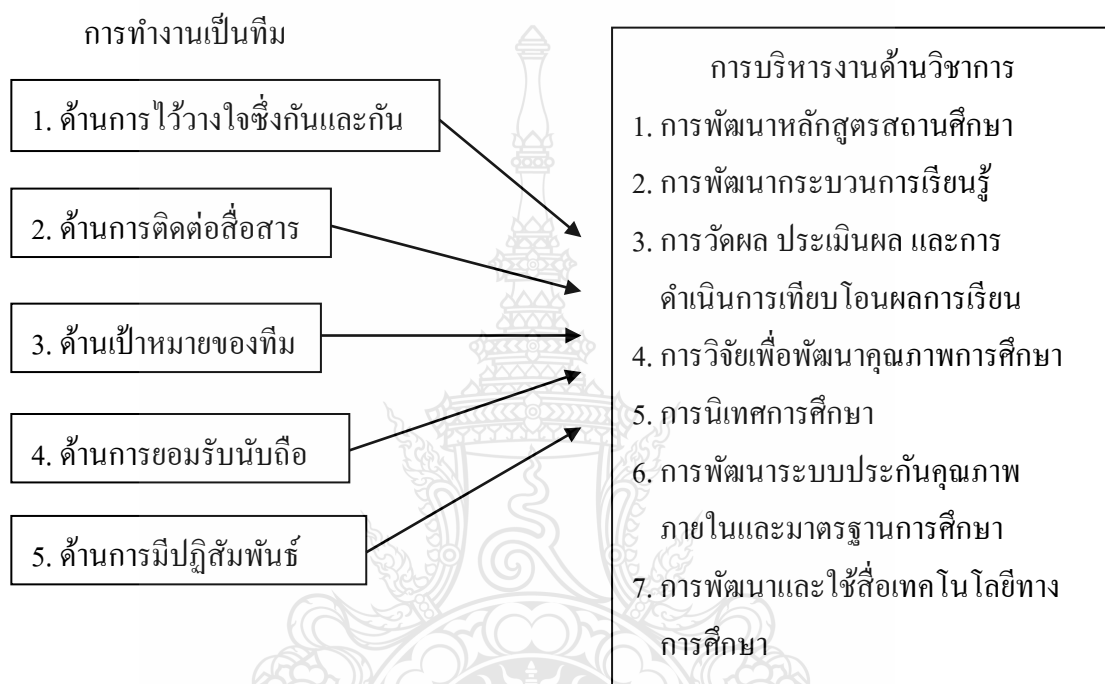 การทำงานเป็นทีม
1. ด้านการไว้วางใจซึ่งกันและกัน
2. ด้านการติดต่อสื่อสาร
3. ด้านเป้าหมายของทีม
4. ด้านการยอมรับนับถือ
5. ด้านการมีปฏิสัมพันธ์
การบริหารงานด้านวิชาการ
1. การพัฒนาหลักสูตรสถานศึกษา
2. การพัฒนากระบวนการเรียนรู้
3. การวัดผล ประเมินผล และการ
ดำเนินการเทียบโอนผลการเรียน
4. การวิจัยเพื่อพัฒนาคุณภาพการศึกษา
5. การนิเทศการศึกษา
6. การพัฒนาระบบประกันคุณภาพ
ภายในและมาตรฐานการศึกษา
7. การพัฒนาและใช้สื่อเทคโนโลยีทาง
การศึกษา